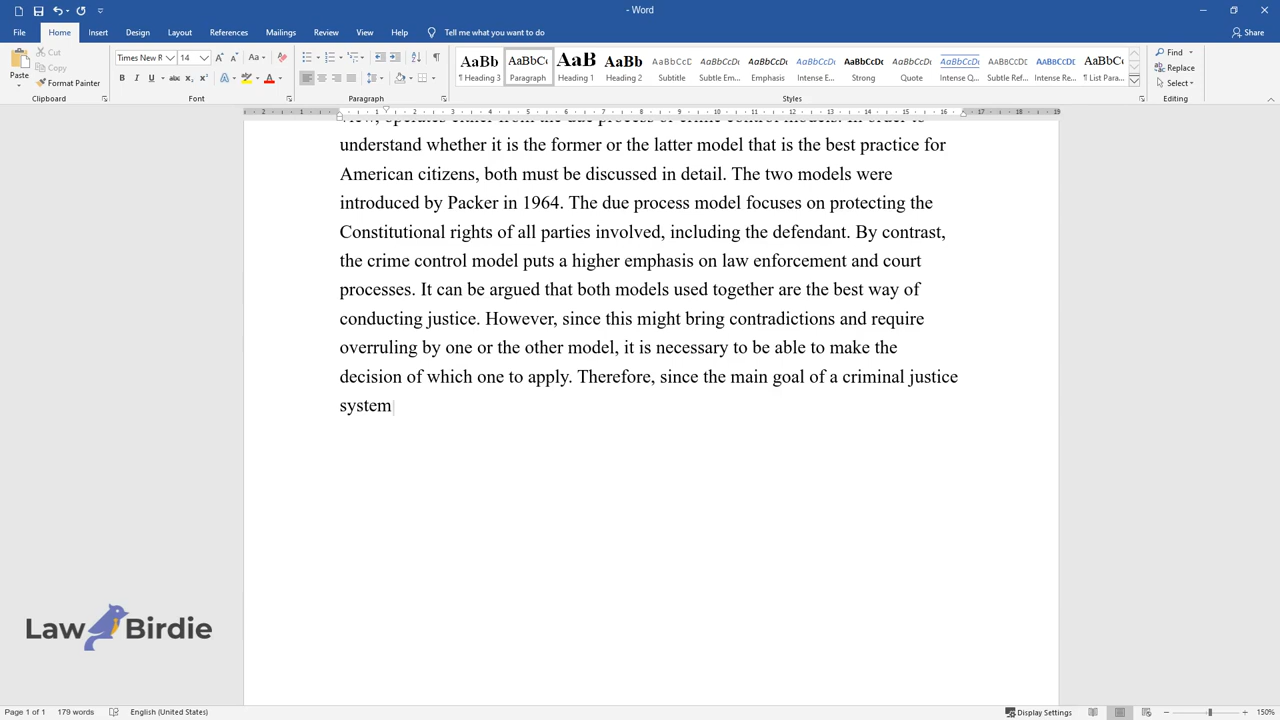 - Word
File Home Insert Design Layout References Mailings Review View Help Tell me what you want to do Share
Paste Cut Copy Format Painter
Clipboard
Times New R 14
Font
Paragraph
AaBb AaBbC AaB AaBb AaBbCcD AaBbCcD AaBbCcD AaBbCcD AaBbCcD AaBbCcD AaBbCcD AaBbCcD AaBbC
¶ Heading 3 Paragraph Heading 1 Heading 2 Subtitle Subtle Em... Emphasis Intense E... Strong Quote Intense Q... Subtle Ref... Intense Re... ¶ List Para...
Styles
Find
Replace
Select
Editing
understand whether it is the former or the latter model that is the best practice for
American citizens, both must be discussed in detail. The two models were
introduced by Packer in 1964. The due process model focuses on protecting the
Constitutional rights of all parties involved, including the defendant. By contrast,
the crime control model puts a higher emphasis on law enforcement and court
processes. It can be argued that both models used together are the best way of
conducting justice. However, since this might bring contradictions and require
overruling by one or the other model, it is necessary to be able to make the
decision of which one to apply. Therefore, since the main goal of a criminal justice
system
Law Birdie
Page 1 of 1 179 words English (United States) Display Settings 150%